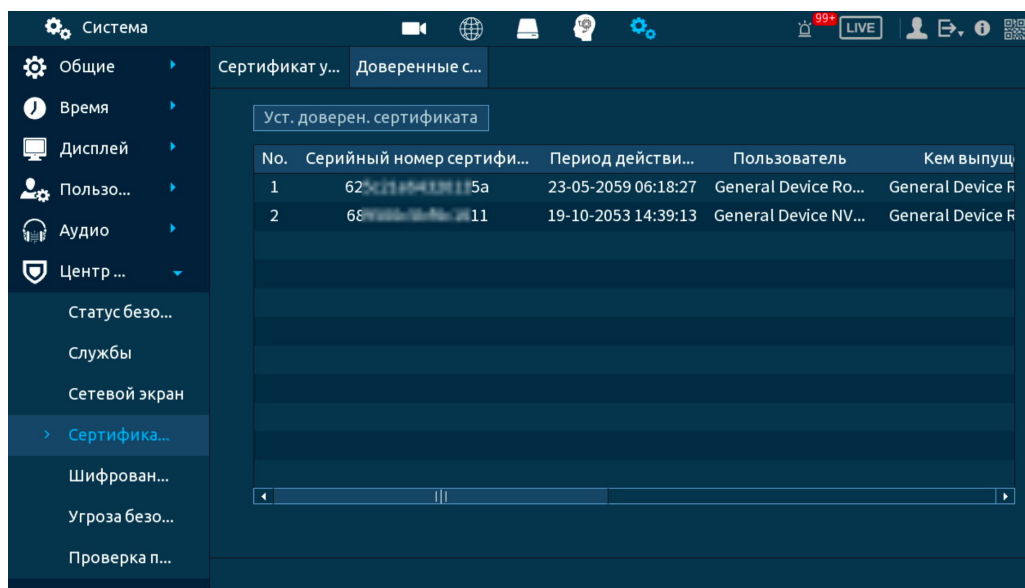 Система
99+
LIVE
Общие
Время
Дисплей
Пользо...
Аудио
Центр ...
Статус безо...
Службы
Сетевой экран
Сертифика...
Шифрован...
Угроза безо...
Проверка п...
Сертификат у... Доверенные с...
Уст. доверен. сертификата
No. Серийный номер сертифи... Период действи... Пользователь Кем выпущ
1 23-05-2059 06:18:27 General Device Ro... General Device R
2 19-10-2053 14:39:13 General Device NV... General Device R